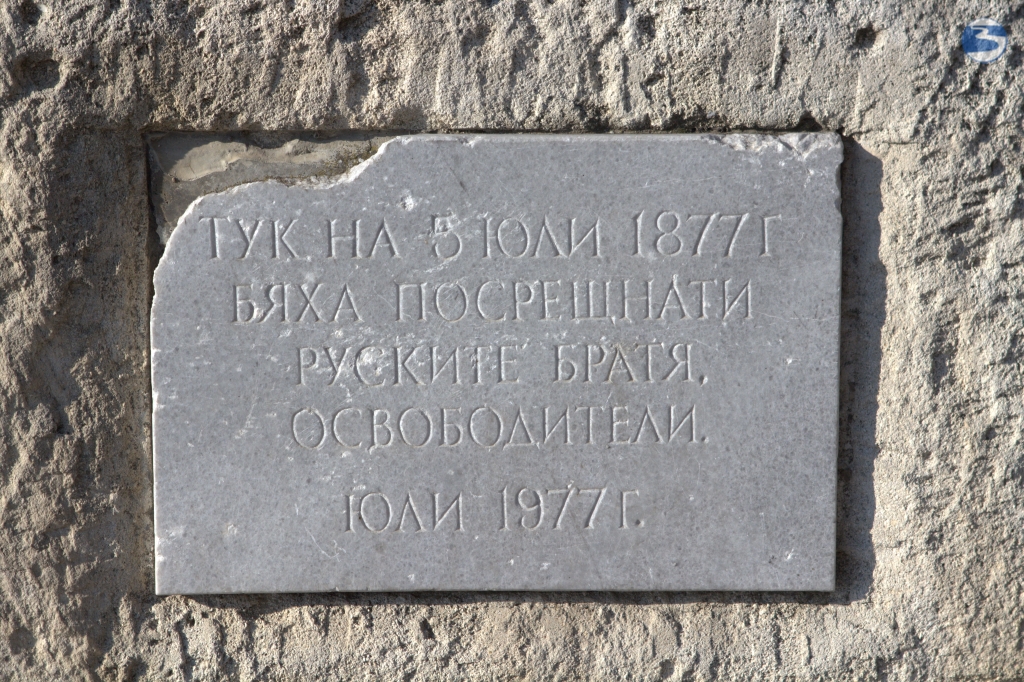 ТУК НА 5 ЮЛИ 1877 Г
БЯХА ПОСРЕЩНАТИ
РУСКИТЕ БРАТЯ,
ОСВОБОДИТЕЛИ.
ЮЛИ 1977 Г.